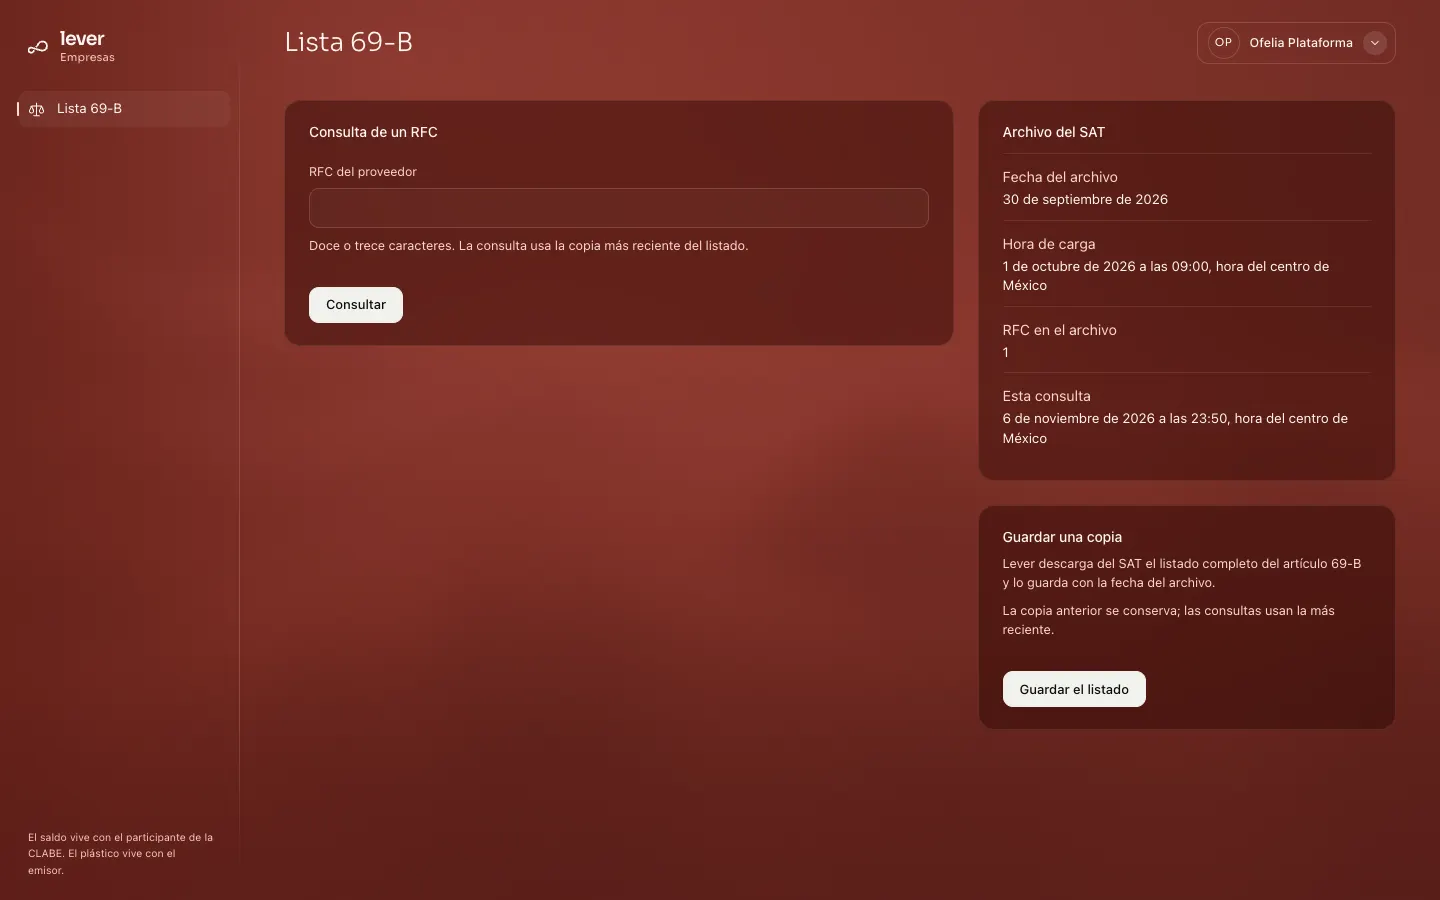 lever
Empresas
Lista 69-B
Lista 69-B
OP
Ofelia Plataforma
Consulta de un RFC
RFC del proveedor
Doce o trece caracteres. La consulta usa la copia más reciente del listado.
Consultar
Archivo del SAT
Fecha del archivo
30 de septiembre de 2026
Hora de carga
1 de octubre de 2026 a las 09:00, hora del centro de
México
RFC en el archivo
1
Esta consulta
6 de noviembre de 2026 a las 23:50, hora del centro de
México
Guardar una copia
Lever descarga del SAT el listado completo del artículo 69-B
y lo guarda con la fecha del archivo.
La copia anterior se conserva; las consultas usan la más
reciente.
Guardar el listado
El saldo vive con el participante de la
CLABE. El plástico vive con el
emisor.